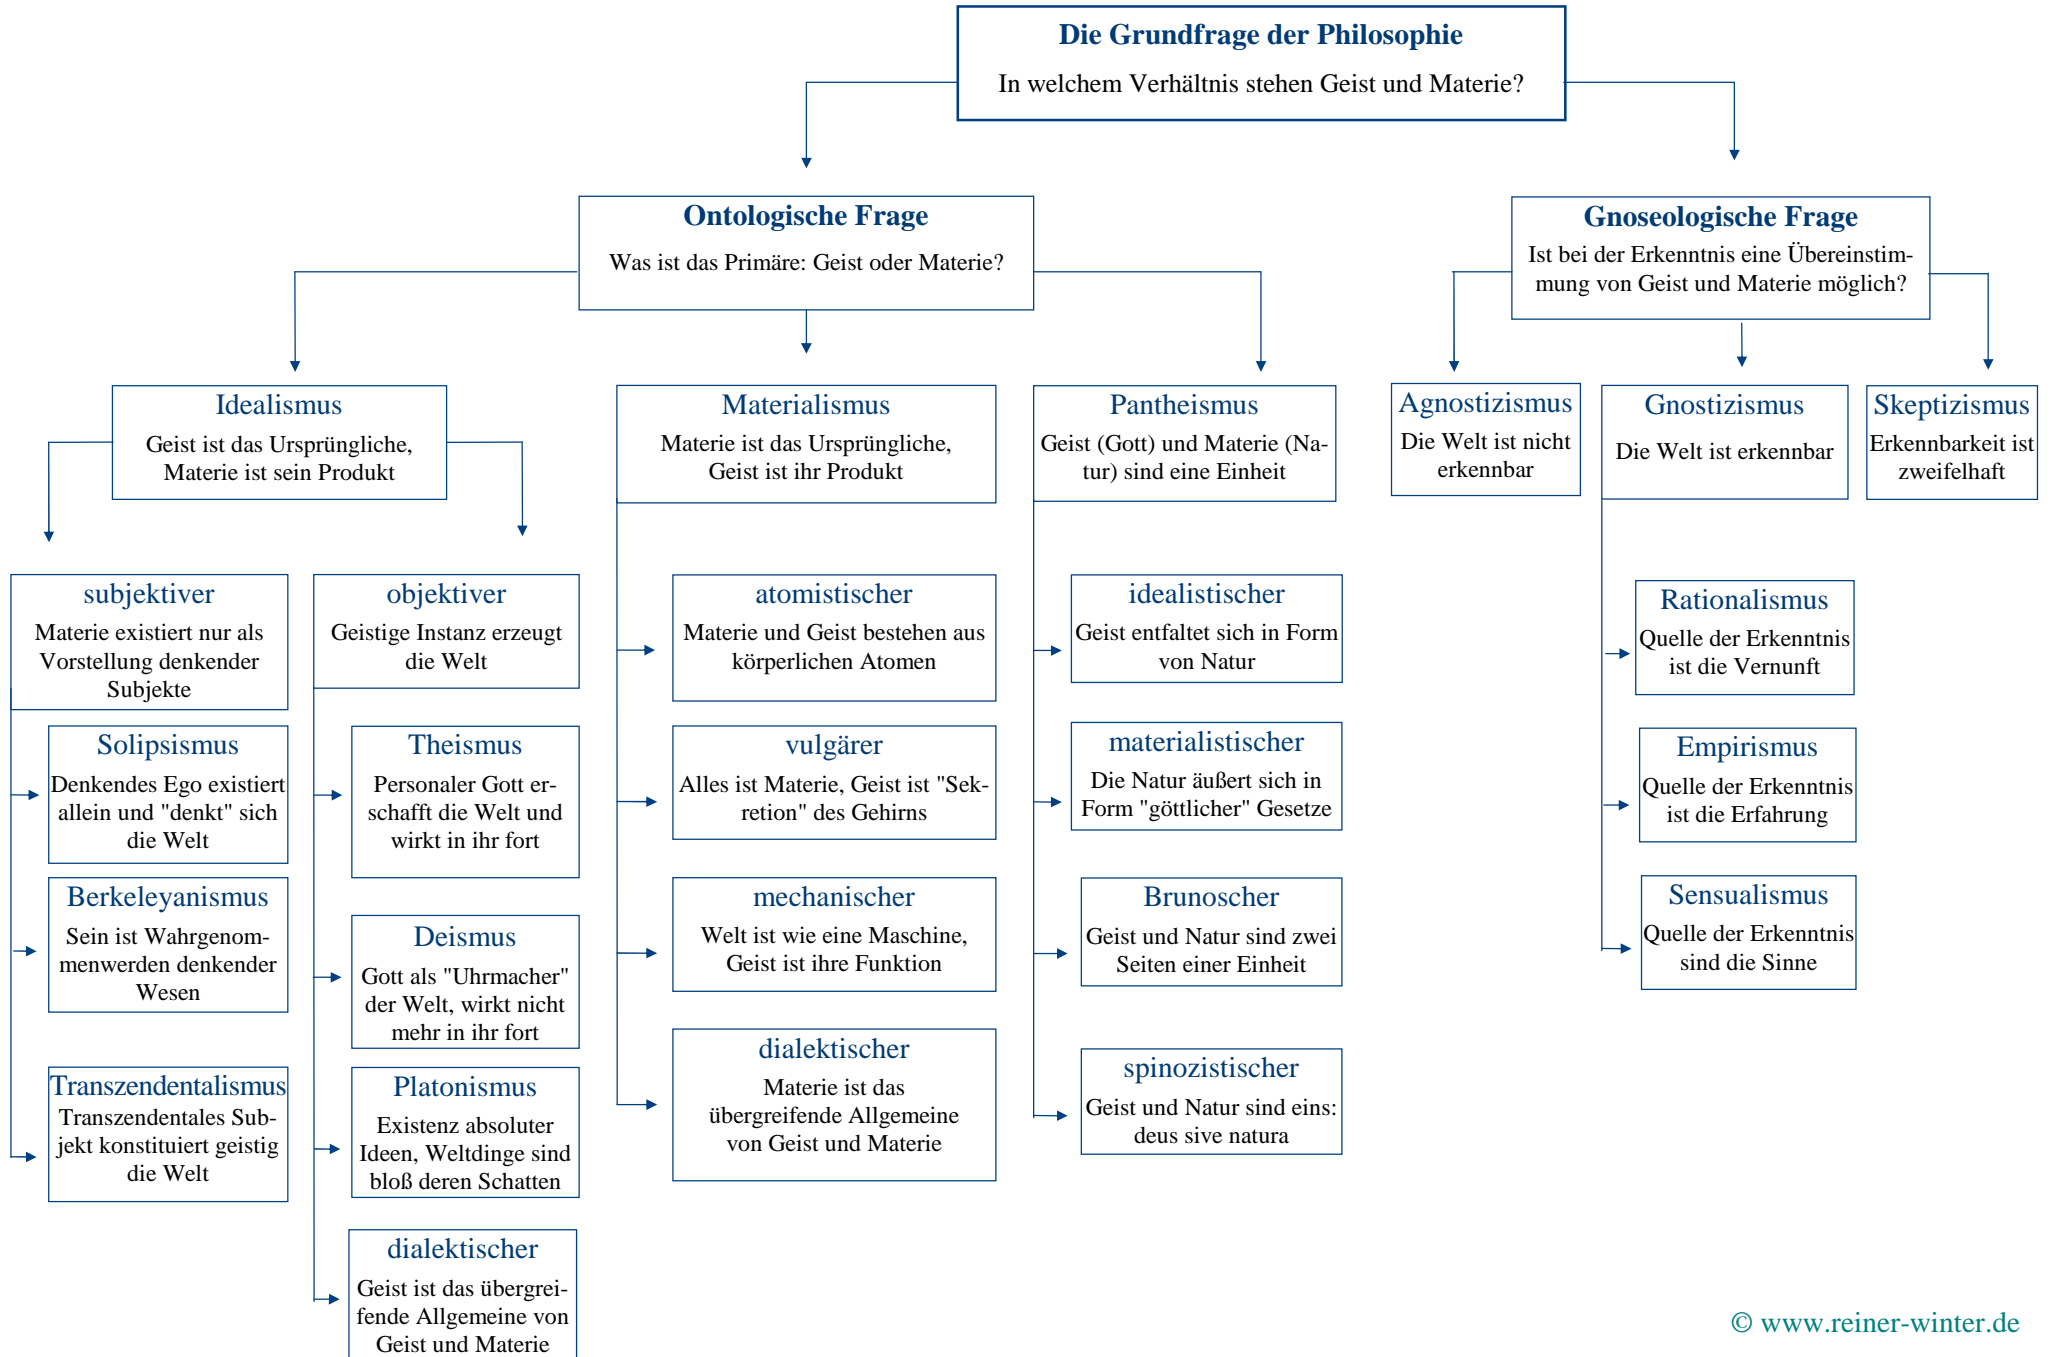 Die Grundfrage der Philosophie
In welchem Verhältnis stehen Geist und Materie?
Ontologische Frage
Was ist das Primäre: Geist oder Materie?
Gnoseologische Frage
Ist bei der Erkenntnis eine Übereinstim-
mung von Geist und Materie möglich?
Idealismus
Geist ist das Ursprüngliche,
Materie ist sein Produkt
Materialismus
Materie ist das Ursprüngliche,
Geist ist ihr Produkt
Pantheismus
Geist (Gott) und Materie (Na-
tur) sind eine Einheit
Agnostizismus
Die Welt ist nicht
erkennbar
Gnostizismus
Die Welt ist erkennbar
Skeptizismus
Erkennbarkeit ist
zweifelhaft
subjektiver
Materie existiert nur als
Vorstellung denkender
Subjekte
Solipsismus
Denkendes Ego existiert
allein und "denkt" sich
die Welt
Berkeleyanismus
Sein ist Wahrgenom-
menwerden denkender
Wesen
Transzendentalismus
Transzendentales Sub-
jekt konstituiert geistig
die Welt
objektiver
Geistige Instanz erzeugt
die Welt
Theismus
Personaler Gott er-
schafft die Welt und
wirkt in ihr fort
Deismus
Gott als "Uhrmacher"
der Welt, wirkt nicht
mehr in ihr fort
Platonismus
Existenz absoluter
Ideen, Weltdinge sind
bloß deren Schatten
dialektischer
Geist ist das übergrei-
fende Allgemeine von
Geist und Materie
atomistischer
Materie und Geist bestehen aus
körperlichen Atomen
vulgärer
Alles ist Materie, Geist ist "Sek-
retion" des Gehirns
mechanischer
Welt ist wie eine Maschine,
Geist ist ihre Funktion
dialektischer
Materie ist das
übergreifende Allgemeine
von Geist und Materie
idealistischer
Geist entfaltet sich in Form
von Natur
materialistischer
Die Natur äußert sich in
Form "göttlicher" Gesetze
Brunoscher
Geist und Natur sind zwei
Seiten einer Einheit
spinozistischer
Geist und Natur sind eins:
deus sive natura
Rationalismus
Quelle der Erkenntnis
ist die Vernunft
Empirismus
Quelle der Erkenntnis
ist die Erfahrung
Sensualismus
Quelle der Erkenntnis
sind die Sinne
© www.reiner-winter.de